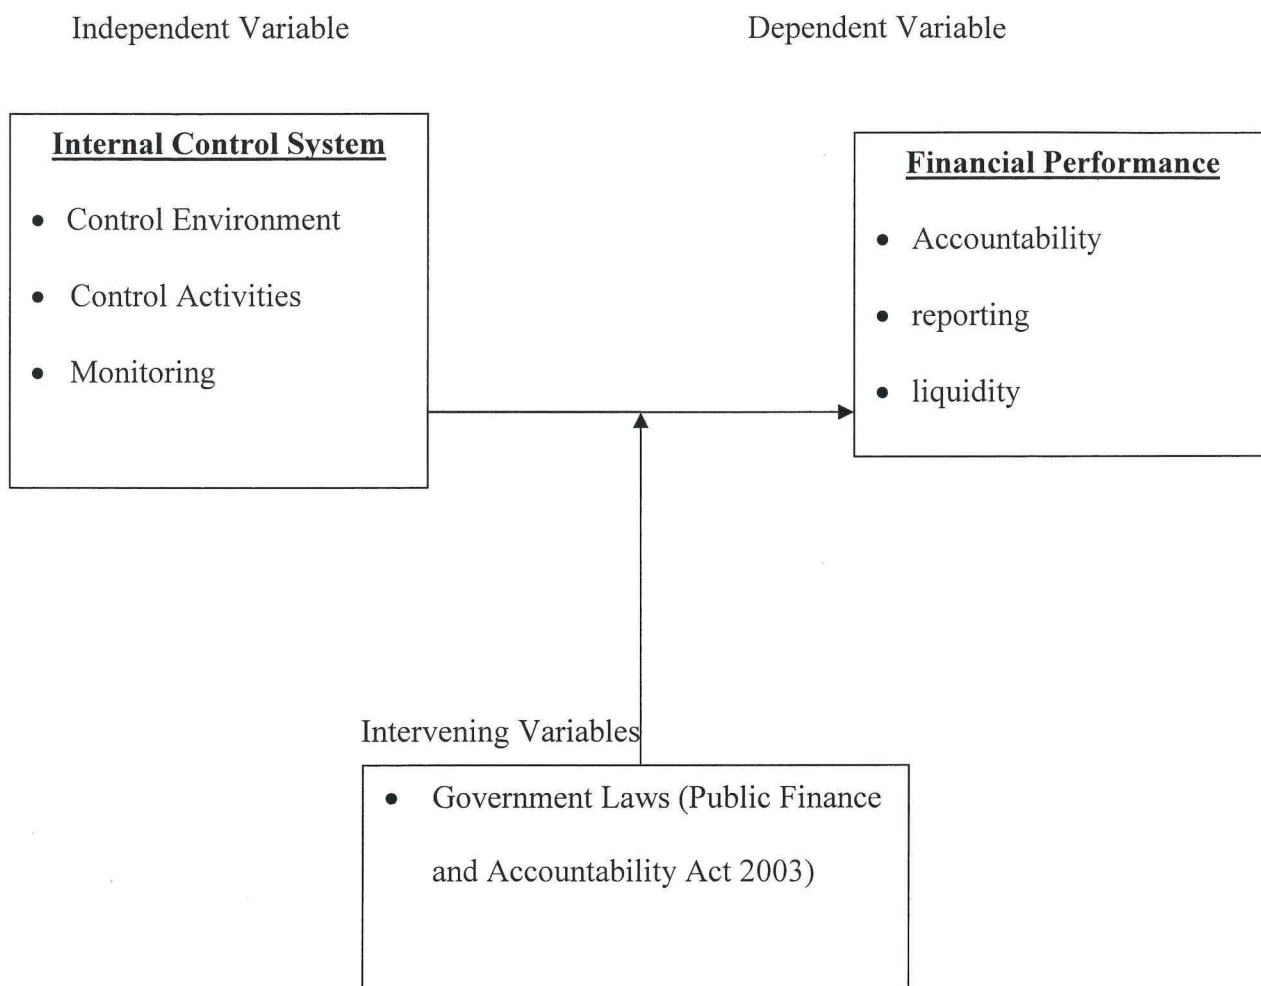 Independent Variable
Dependent Variable
Internal Control System
• Control Environment
• Control Activities
• Monitoring
Financial Performance
• Accountability
• reporting
• liquidity
Intervening Variables
• Government Laws (Public Finance
and Accountability Act 2003)